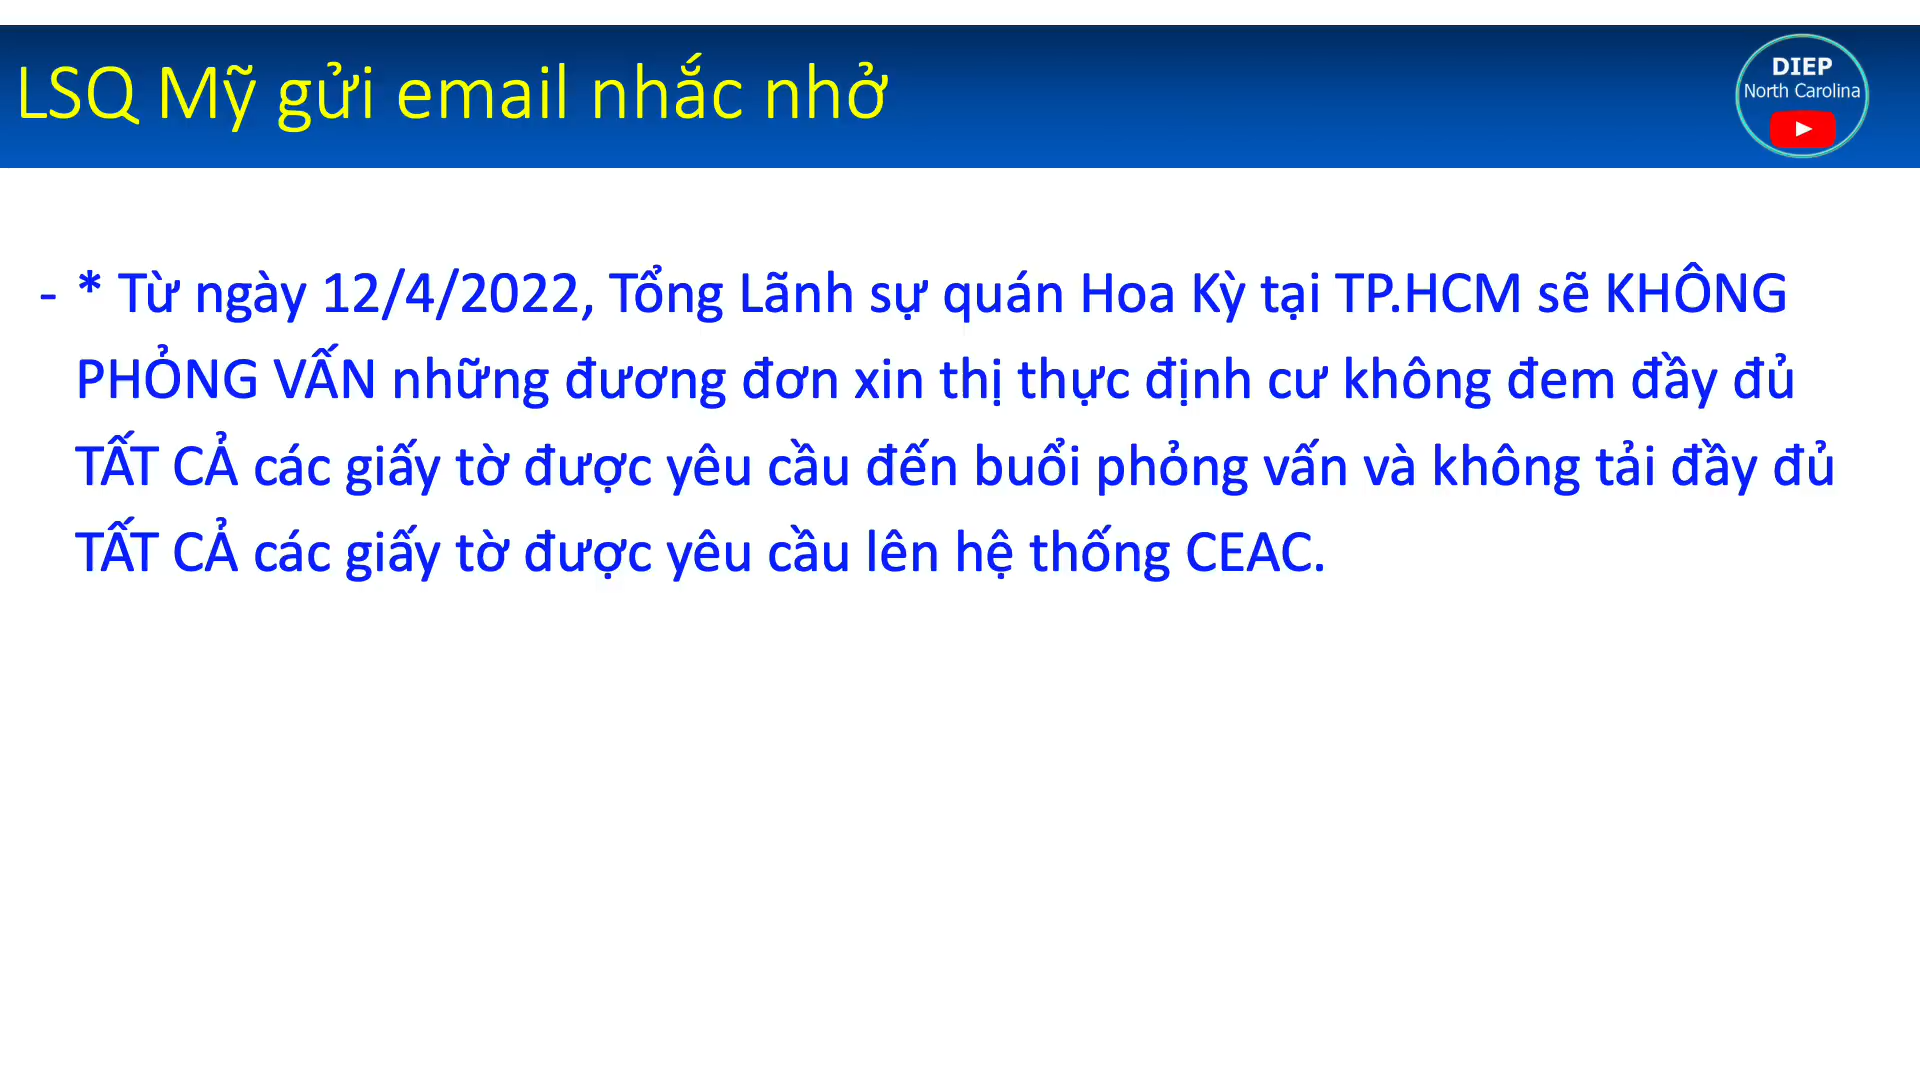 LSQ Mỹ gửi email nhắc nhở
DIEP
North Carolina
- * Từ ngày 12/4/2022, Tổng Lãnh sự quán Hoa Kỳ tại TP.HCM sẽ KHÔNG
PHỎNG VẤN những đương đơn xin thị thực định cư không đem đầy đủ
TẤT CẢ các giấy tờ được yêu cầu đến buổi phỏng vấn và không tải đầy đủ
TẤT CẢ các giấy tờ được yêu cầu lên hệ thống CEAC.